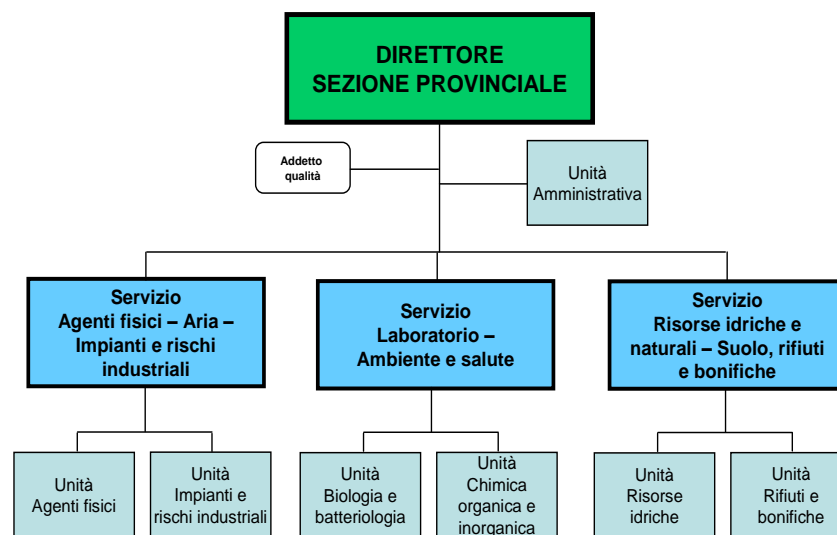 DIRETTORE
SEZIONE PROVINCIALE
Addetto
qualità
Unità
Amministrativa
Servizio
Agenti fisici – Aria –
Impianti e rischi
industriali
Servizio
Laboratorio –
Ambiente e salute
Servizio
Risorse idriche e
naturali – Suolo, rifiuti
e bonifiche
Unità
Agenti fisici
Unità
Impianti e
rischi industriali
Unità
Biologia e
batteriologia
Unità
Chimica
organica e
inorganica
Unità
Risorse
idriche
Unità
Rifiuti e
bonifiche